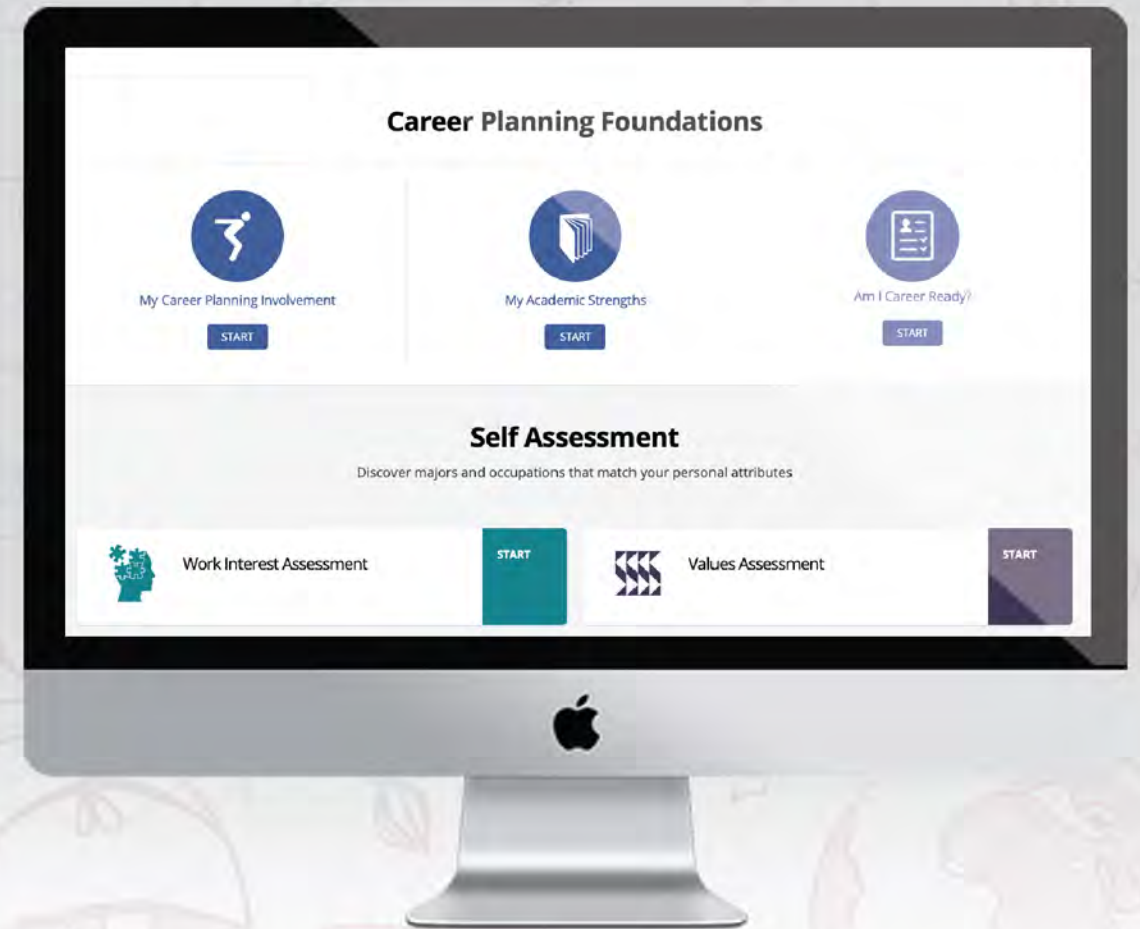 Career Planning Foundations
My Career Planning Involvement
START
My Academic Strengths
START
Am I Career Ready?
START
Self Assessment
Discover majors and occupations that match your personal attributes
Work Interest Assessment
START
Values Assessment
START